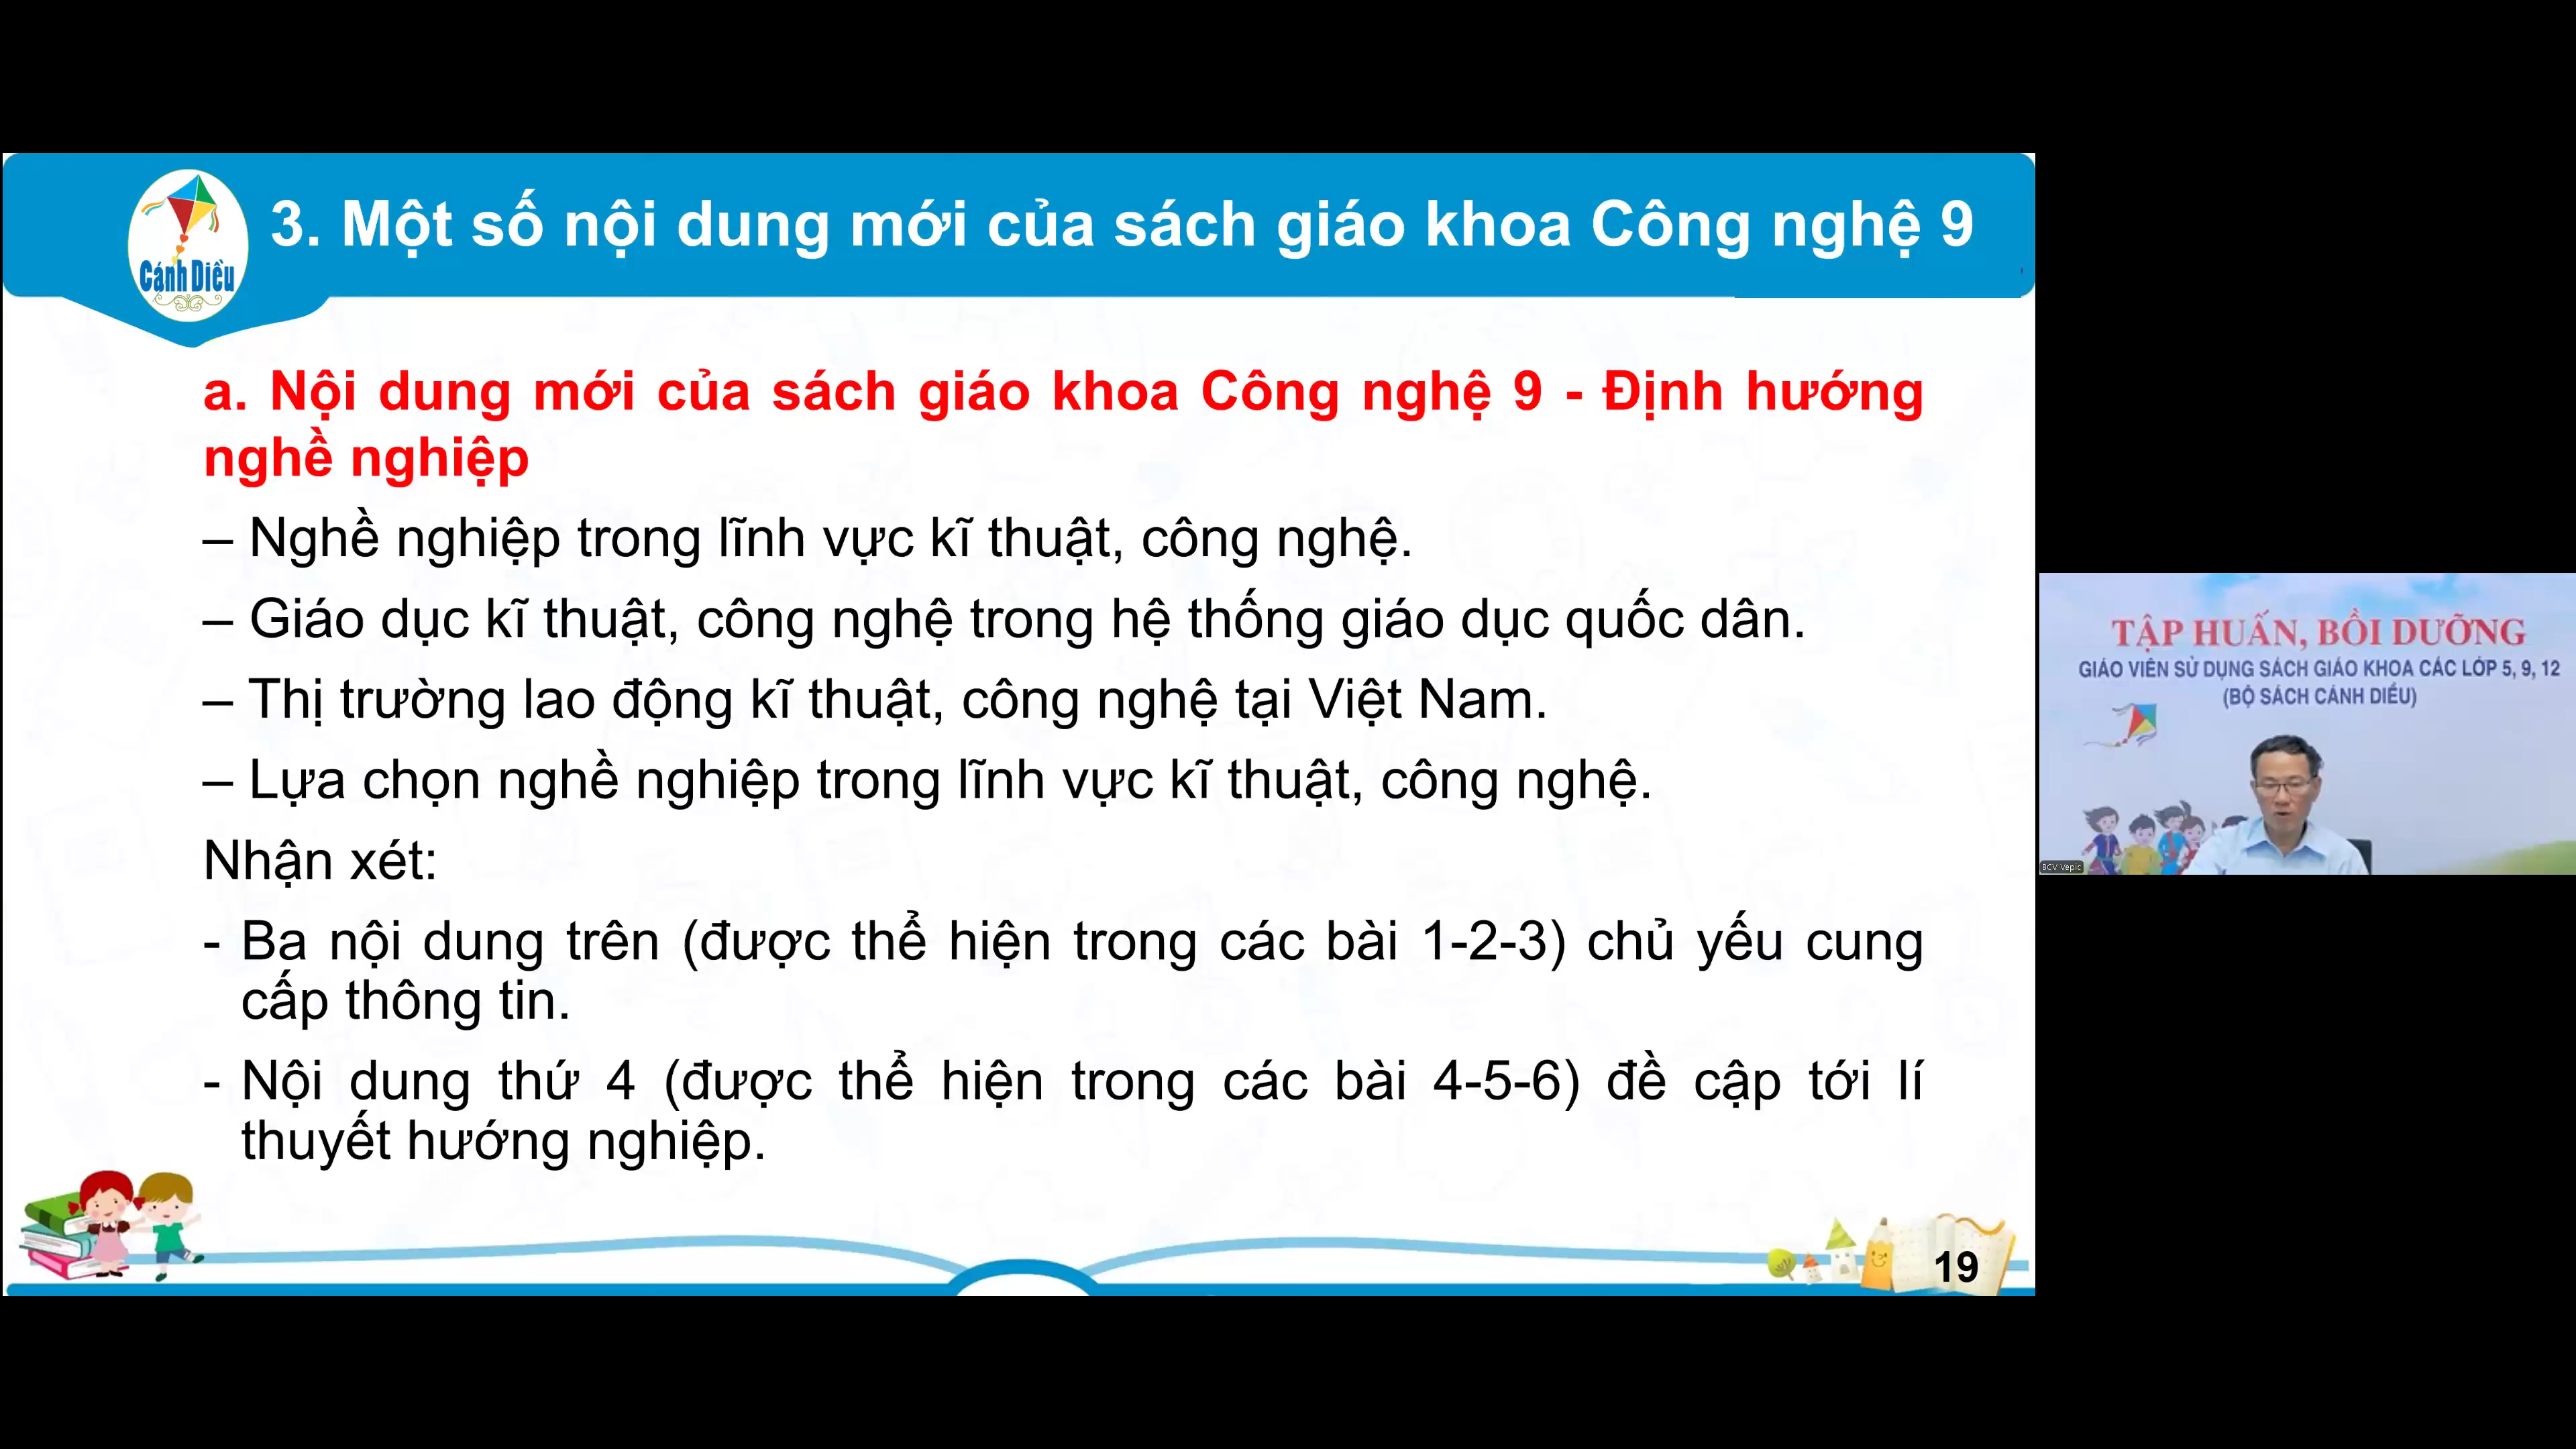 Cánh Diều
3. Một số nội dung mới của sách giáo khoa Công nghệ 9
a. Nội dung mới của sách giáo khoa Công nghệ 9 - Định hướng
nghề nghiệp
– Nghề nghiệp trong lĩnh vực kĩ thuật, công nghệ.
– Giáo dục kĩ thuật, công nghệ trong hệ thống giáo dục quốc dân.
– Thị trường lao động kĩ thuật, công nghệ tại Việt Nam.
– Lựa chọn nghề nghiệp trong lĩnh vực kĩ thuật, công nghệ.
Nhận xét:
- Ba nội dung trên (được thể hiện trong các bài 1-2-3) chủ yếu cung
cấp thông tin.
- Nội dung thứ 4 (được thể hiện trong các bài 4-5-6) đề cập tới lí
thuyết hướng nghiệp.
19
TẬP HUẤN, BỒI DƯỠNG
GIÁO VIÊN SỬ DỤNG SÁCH GIÁO KHOA CÁC LỚP 5, 9, 12
(BỘ SÁCH CÁNH DIỀU)
BCV Vepic